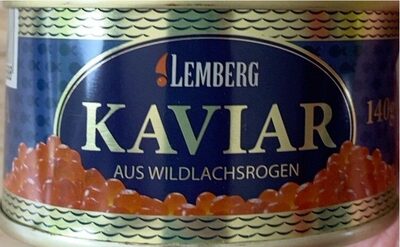 LEMBERG
KAVIAR
AUS WILDLACHSROGEN
140g